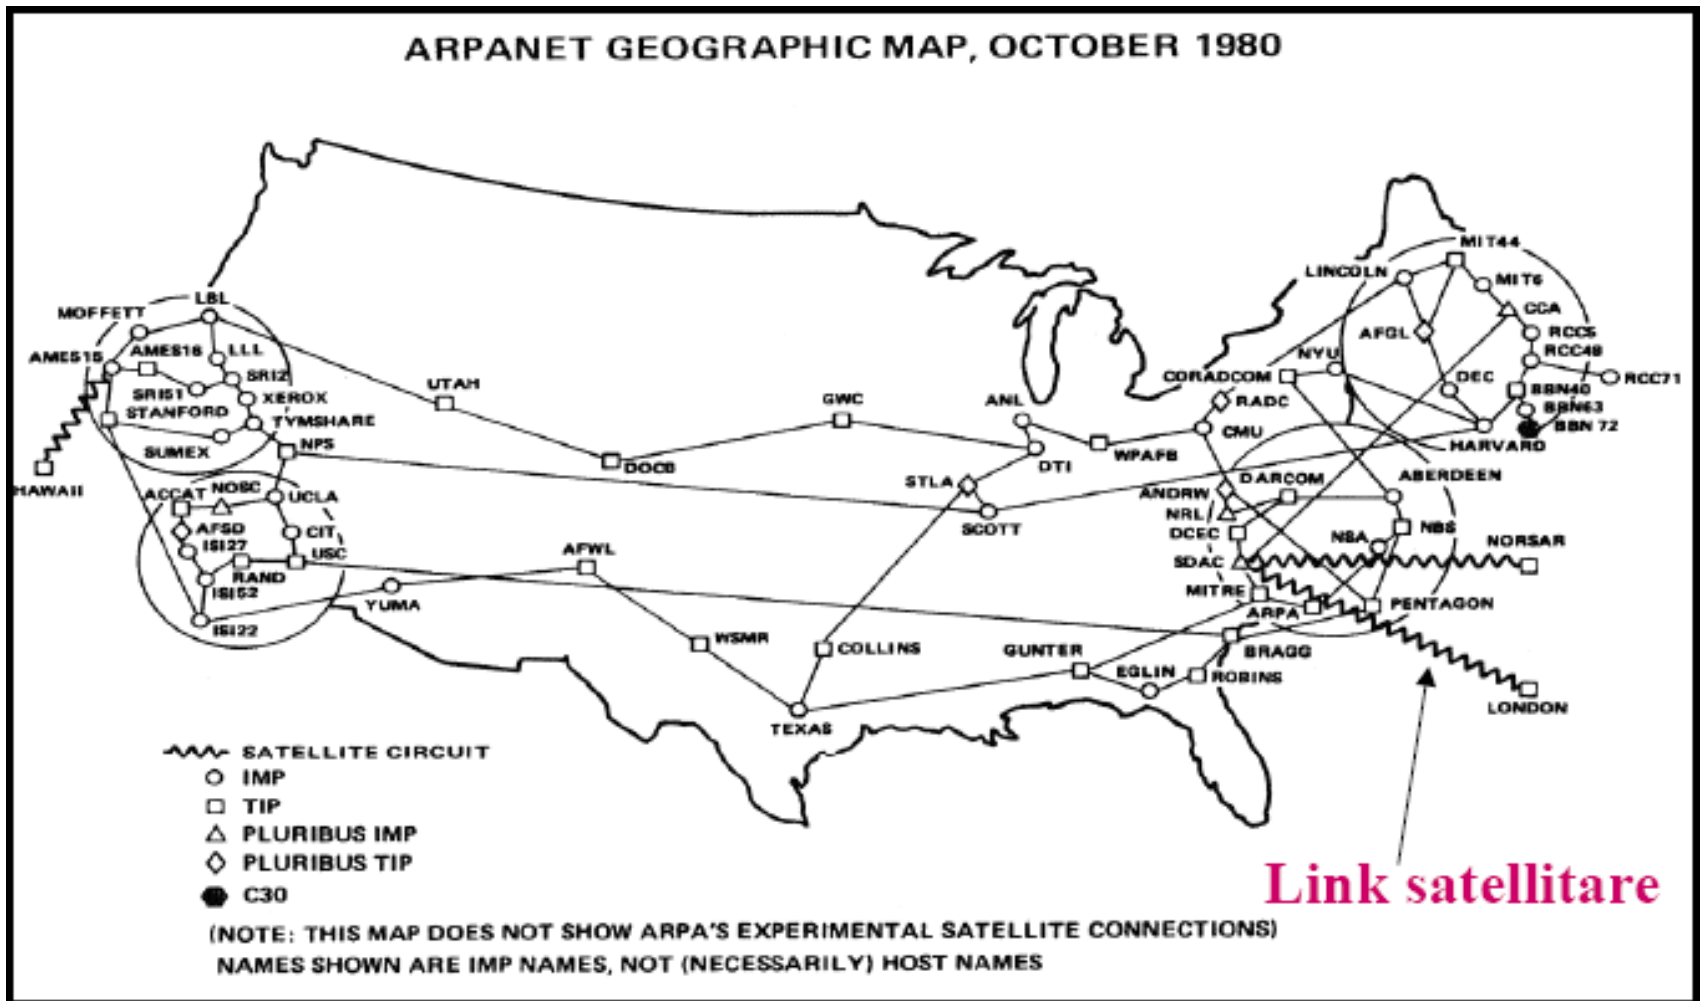 ARPANET GEOGRAPHIC MAP, OCTOBER 1980
MIT44
LINCOLN
MIT6
CCA
AFGL
RCC5
RCC49
RCC71
DEC
BBN40
BBN63
BBN 72
HARVARD
NYU
CORADCOM
RADC
CMU
LBL
MOFFETT
AMES15
AMES16
LLL
SRI2
SRI51
XEROX
STANFORD
TYMSHARE
SUMEX
NPS
HAWAII
UTAH
GWC
DOCB
ANL
DTI
WPAFB
STLA
SCOTT
ACCAT
NOSC
UCLA
AFSD
CIT
ISI27
USC
RAND
ISI52
ISI22
YUMA
AFWL
WSMR
TEXAS
COLLINS
GUNTER
EGLIN
ROBINS
BRAGG
ANDRW
DARCOM
ABERDEEN
NRL
DCEC
NSA
NBS
SDAC
NORSAR
MITRE
ARPA
PENTAGON
LONDON
SATELLITE CIRCUIT
IMP
TIP
PLURIBUS IMP
PLURIBUS TIP
C30
Link satellitare
(NOTE: THIS MAP DOES NOT SHOW ARPA'S EXPERIMENTAL SATELLITE CONNECTIONS)
NAMES SHOWN ARE IMP NAMES, NOT (NECESSARILY) HOST NAMES